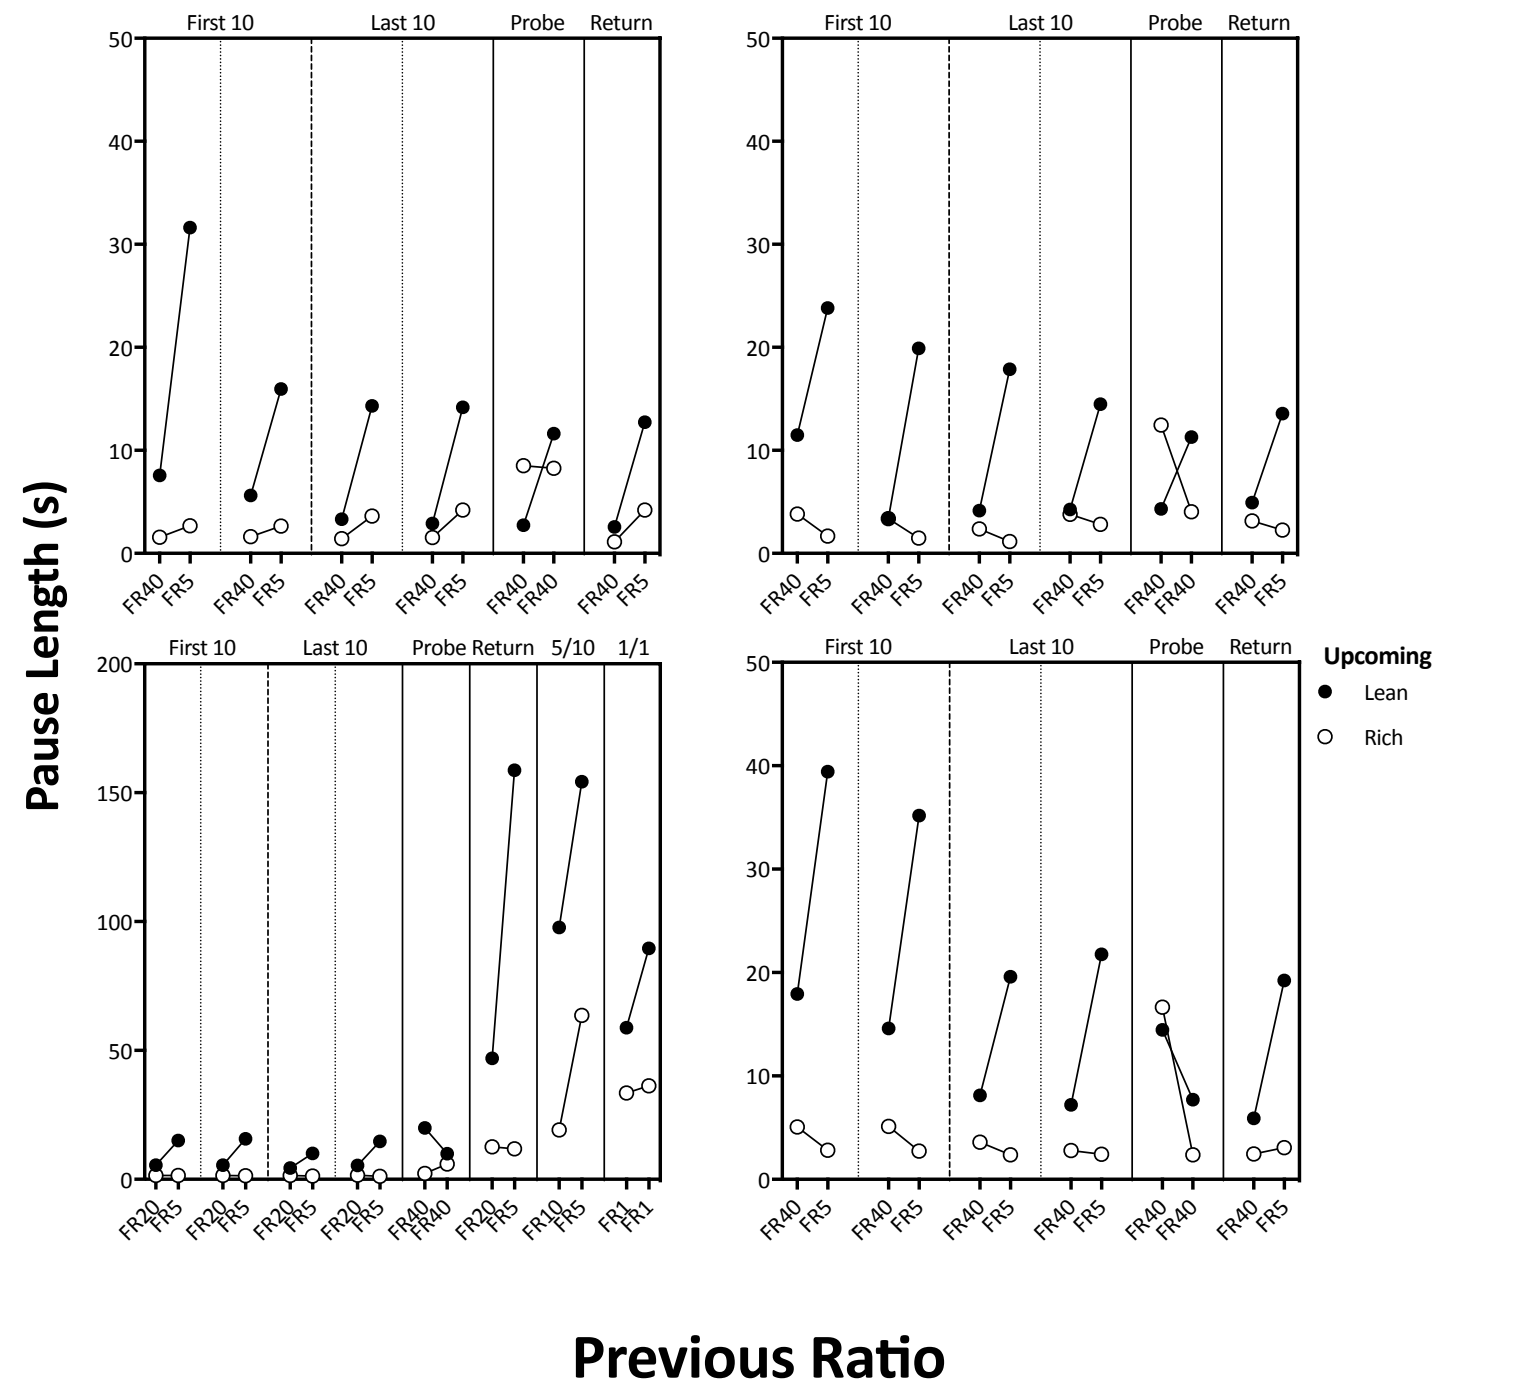 First 10 Last 10 Probe Return
50
40
30
20
10
0
FR40 FR5 FR40 FR5 FR40 FR5 FR40 FR5 FR40 FR40 FR40 FR5
First 10 Last 10 Probe Return
50
40
30
20
10
0
FR40 FR5 FR40 FR5 FR40 FR5 FR40 FR5 FR40 FR40 FR40 FR5
Pause Length (s)
First 10 Last 10 Probe Return 5/10 1/1
200
150
100
50
0
FR20 FR5 FR20 FR5 FR20 FR5 FR20 FR5 FR40 FR40 FR20 FR5 FR10 FR5 FR1 FR1
First 10 Last 10 Probe Return
50
40
30
20
10
0
FR40 FR5 FR40 FR5 FR40 FR5 FR40 FR5 FR40 FR40 FR40 FR5
Upcoming
Lean
Rich
Previous Ratio